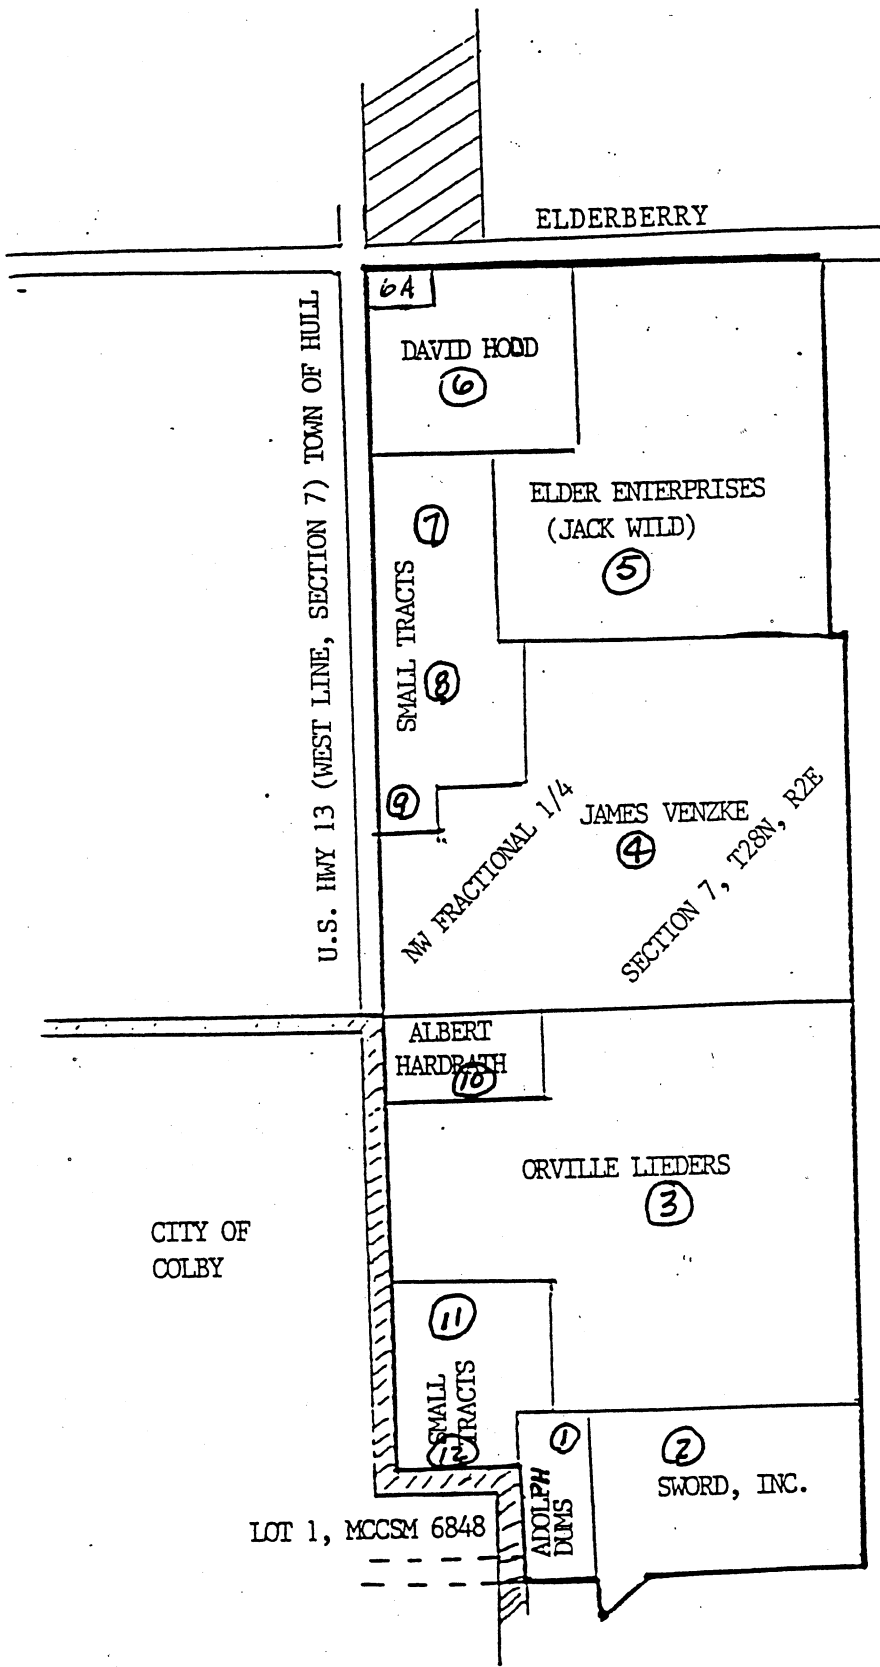 ELDERBERRY
6A
DAVID HOOD
6
U.S. HWY 13 (WEST LINE, SECTION 7) TOWN OF HULL
7
ELDER ENTERPRISES
(JACK WILD)
5
SMALL TRACTS
8
9
NW FRACTIONAL 1/4
JAMES VENZKE
4
SECTION 7, T28N, R2E
ALBERT
HARDRATH
10
ORVILLE LIEDERS
3
CITY OF
COLBY
11
SMALL
TRACTS
12
1
ADOLPH
DUMS
2
SWORD, INC.
LOT 1, MCCSM 6848